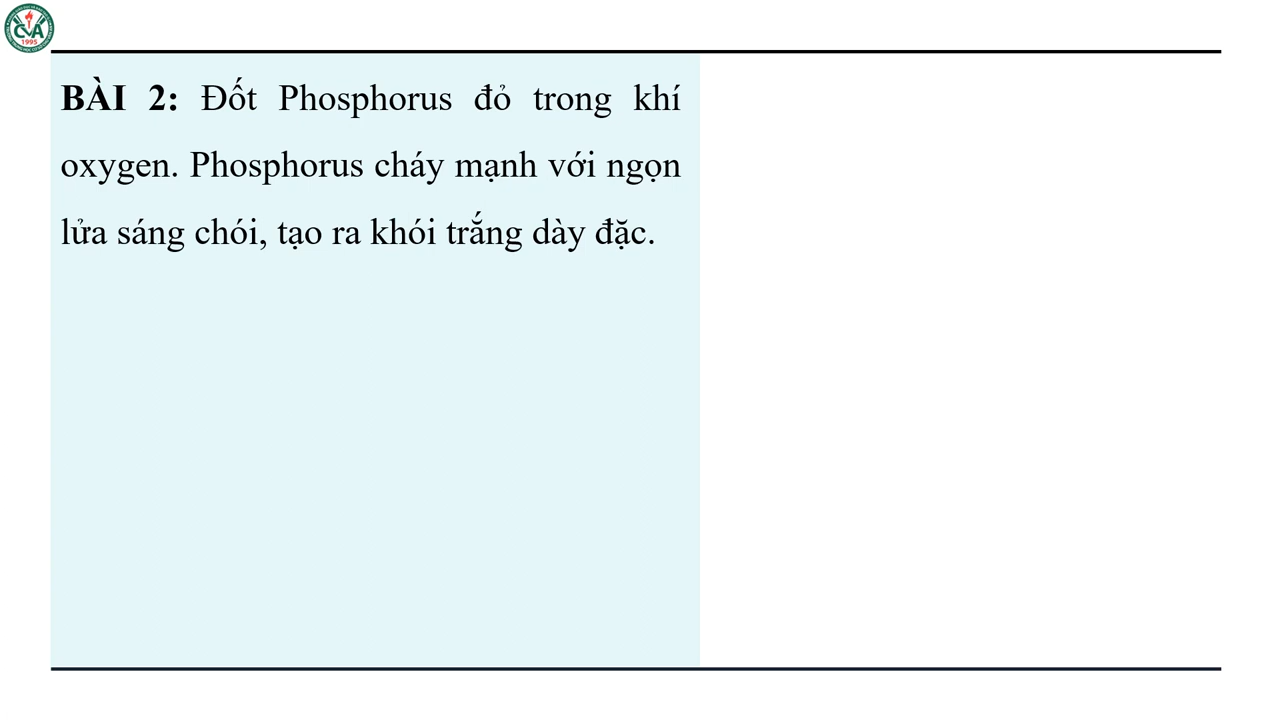 CVA
1995
BÀI 2: Đốt Phosphorus đỏ trong khí
oxygen. Phosphorus cháy mạnh với ngọn
lửa sáng chói, tạo ra khói trắng dày đặc.